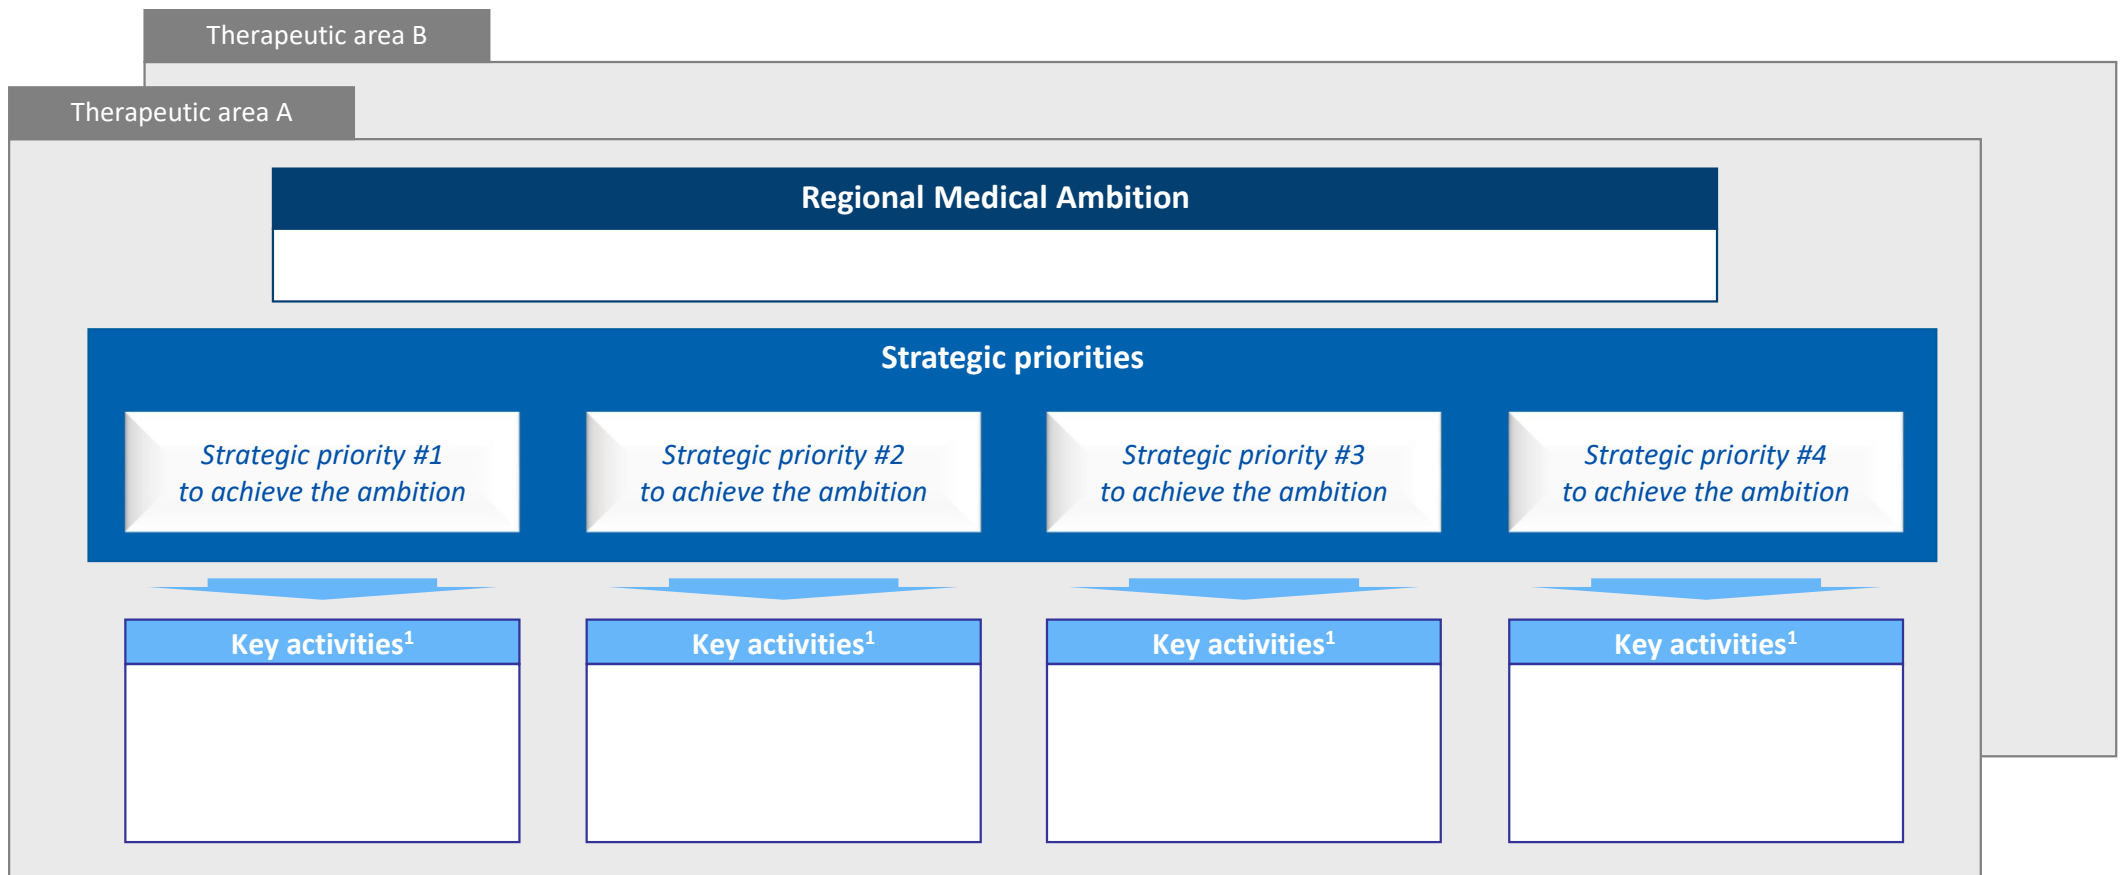 Therapeutic area B
Therapeutic area A
Regional Medical Ambition
Strategic priorities
Strategic priority #1
to achieve the ambition
Strategic priority #2
to achieve the ambition
Strategic priority #3
to achieve the ambition
Strategic priority #4
to achieve the ambition
Key activities¹
Key activities¹
Key activities¹
Key activities¹